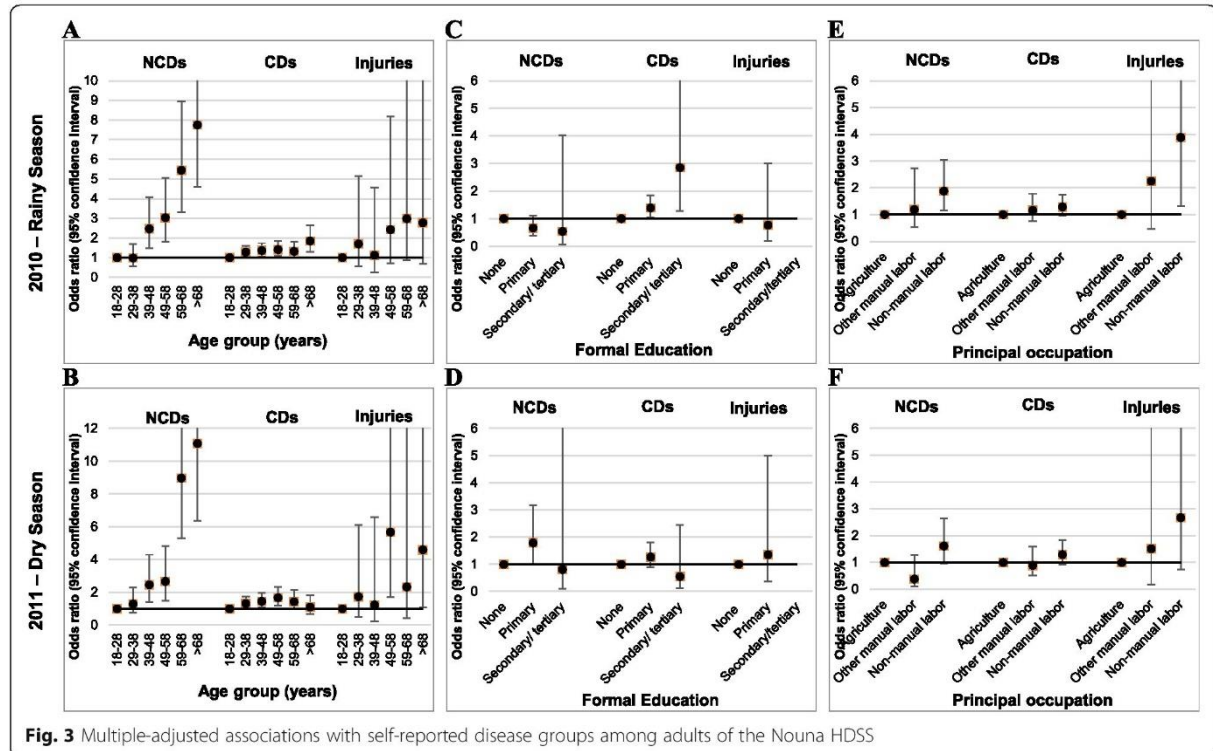 A
C
E
2010 – Rainy Season
Odds ratio (95% confidence interval)
NCDs CDs Injuries
10
9
8
7
6
5
4
3
2
1
0
18-28 29-38 39-48 49-58 59-68 >68 18-28 29-38 39-48 49-58 59-68 >68 18-28 29-38 39-48 49-58 59-68 >68
Age group (years)
Odds ratio (95% confidence interval)
NCDs CDs Injuries
6
5
4
3
2
1
0
None Primary Secondary/ tertiary None Primary Secondary/ tertiary None Primary Secondary/tertiary
Formal Education
Odds ratio (95% confidence interval)
NCDs CDs Injuries
6
5
4
3
2
1
0
Agriculture Other manual labor Non-manual labor Agriculture Other manual labor Non-manual labor Agriculture Other manual labor Non-manual labor
Principal occupation
B
D
F
2011 – Dry Season
Odds ratio (95% confidence interval)
NCDs CDs Injuries
12
10
8
6
4
2
0
18-28 29-38 39-48 49-58 59-68 >68 18-28 29-38 39-48 49-58 59-68 >68 18-28 29-38 39-48 49-58 59-68 >68
Age group (years)
Odds ratio (95% confidence interval)
NCDs CDs Injuries
6
5
4
3
2
1
0
None Primary Secondary/ tertiary None Primary Secondary/ tertiary None Primary Secondary/tertiary
Formal Education
Odds ratio (95% confidence interval)
NCDs CDs Injuries
6
5
4
3
2
1
0
Agriculture Other manual labor Non-manual labor Agriculture Other manual labor Non-manual labor Agriculture Other manual labor Non-manual labor
Principal occupation
Fig. 3 Multiple-adjusted associations with self-reported disease groups among adults of the Nouna HDSS